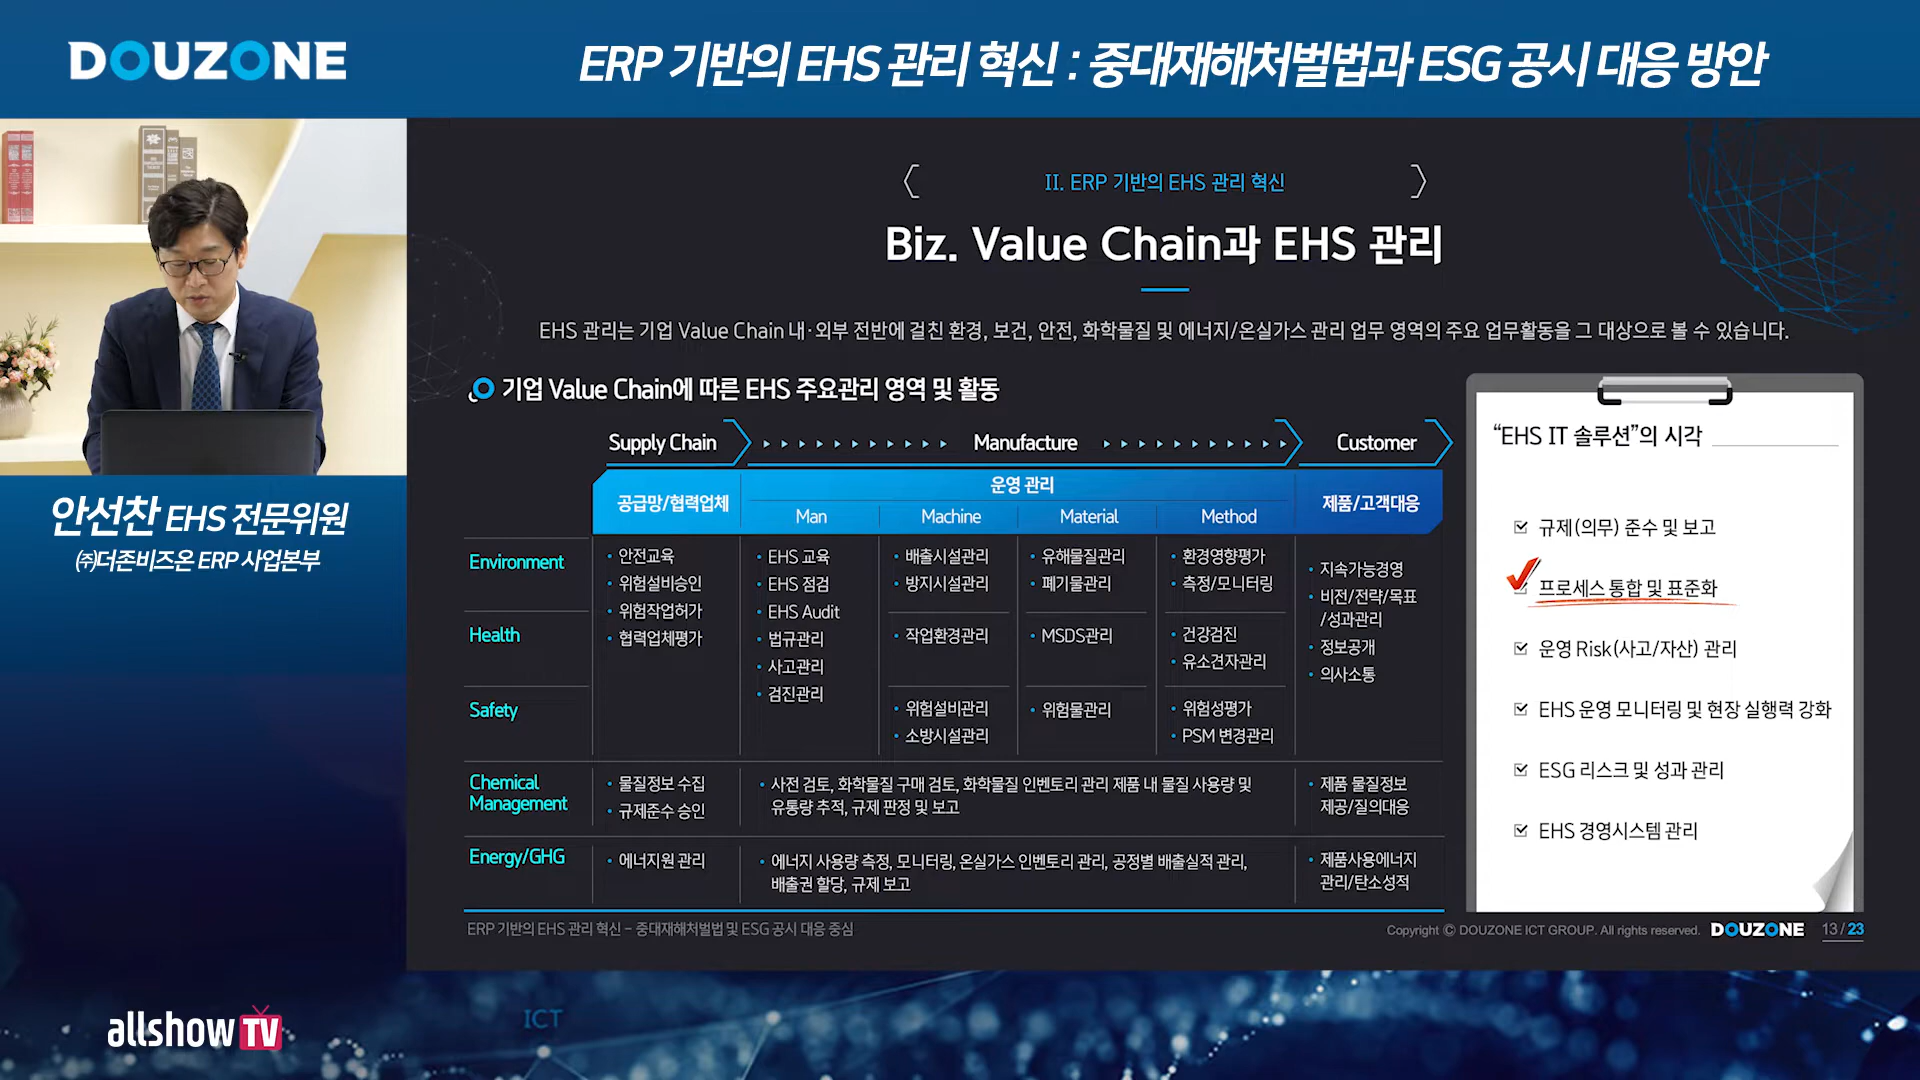 DOUZONE
ERP 기반의 EHS 관리 혁신 : 중대재해처벌법과 ESG 공시 대응 방안
안선찬 EHS 전문위원
㈜더존비즈온 ERP 사업본부
II. ERP 기반의 EHS 관리 혁신
Biz. Value Chain과 EHS 관리
EHS 관리는 기업 Value Chain 내·외부 전반에 걸친 환경, 보건, 안전, 화학물질 및 에너지/온실가스 관리 업무 영역의 주요 업무활동을 그 대상으로 볼 수 있습니다.
기업 Value Chain에 따른 EHS 주요관리 영역 및 활동
Supply Chain
Manufacture
Customer
공급망/협력업체
운영 관리
제품/고객대응
Man
Machine
Material
Method
Environment
Health
Safety
• 안전교육
• 위험설비승인
• 위험작업허가
• 협력업체평가
• EHS 교육
• EHS 점검
• EHS Audit
• 법규관리
• 사고관리
• 검진관리
• 배출시설관리
• 방지시설관리
• 작업환경관리
• 위험설비관리
• 소방시설관리
• 유해물질관리
• 폐기물관리
• MSDS관리
• 위험물관리
• 환경영향평가
• 측정/모니터링
• 건강검진
• 유소견자관리
• 위험성평가
• PSM 변경관리
• 지속가능경영
• 비전/전략/목표
/성과관리
• 정보공개
• 의사소통
Chemical
Management
• 물질정보 수집
• 규제준수 승인
• 사전 검토, 화학물질 구매 검토, 화학물질 인벤토리 관리 제품 내 물질 사용량 및
유통량 추적, 규제 판정 및 보고
• 제품 물질정보
제공/질의대응
Energy/GHG
• 에너지원 관리
• 에너지 사용량 측정, 모니터링, 온실가스 인벤토리 관리, 공정별 배출실적 관리,
배출권 할당, 규제 보고
• 제품사용에너지
관리/탄소성적
“EHS IT 솔루션”의 시각
규제(의무) 준수 및 보고
프로세스 통합 및 표준화
운영 Risk(사고/자산) 관리
EHS 운영 모니터링 및 현장 실행력 강화
ESG 리스크 및 성과 관리
EHS 경영시스템 관리
ERP 기반의 EHS 관리 혁신 – 중대재해처벌법 및 ESG 공시 대응 중심
Copyright © DOUZONE ICT GROUP. All rights reserved. DOUZONE 13 / 23
allshow TV
ICT